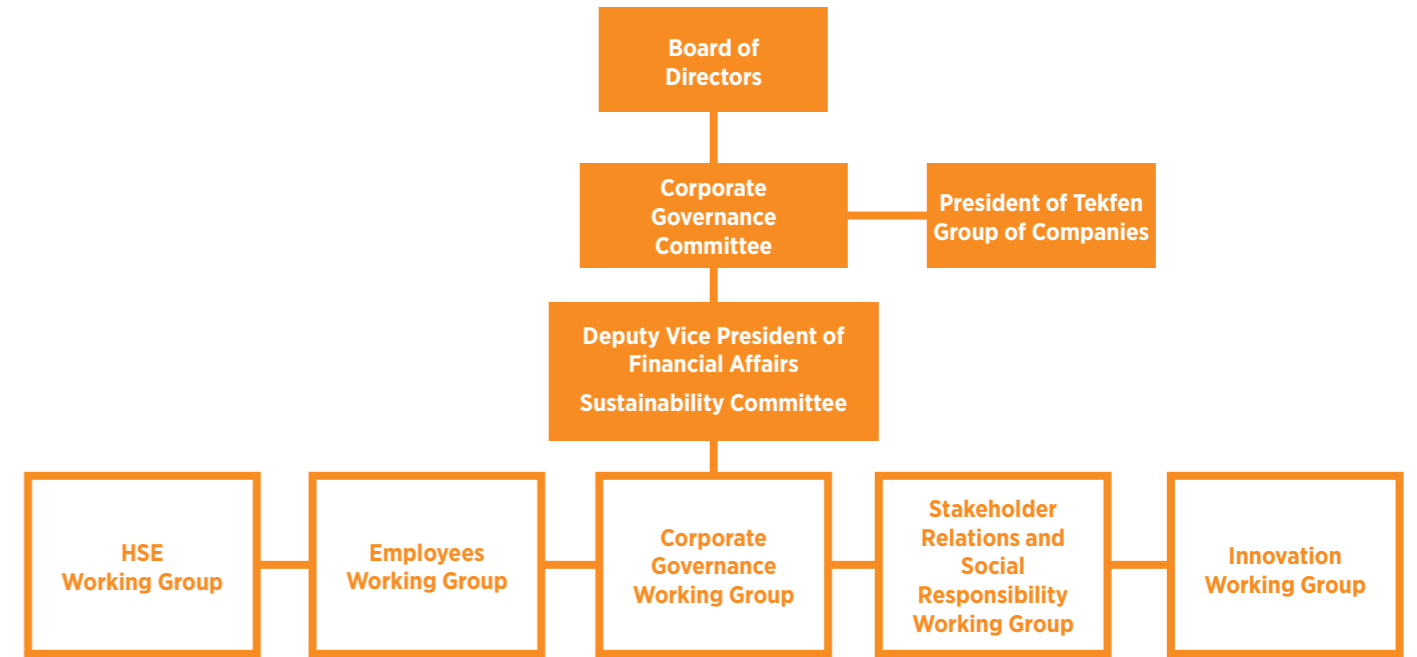 Board of
Directors
Corporate
Governance
Committee
President of Tekfen
Group of Companies
Deputy Vice President of
Financial Affairs
Sustainability Committee
HSE
Working Group
Employees
Working Group
Corporate
Governance
Working Group
Stakeholder
Relations and
Social
Responsibility
Working Group
Innovation
Working Group